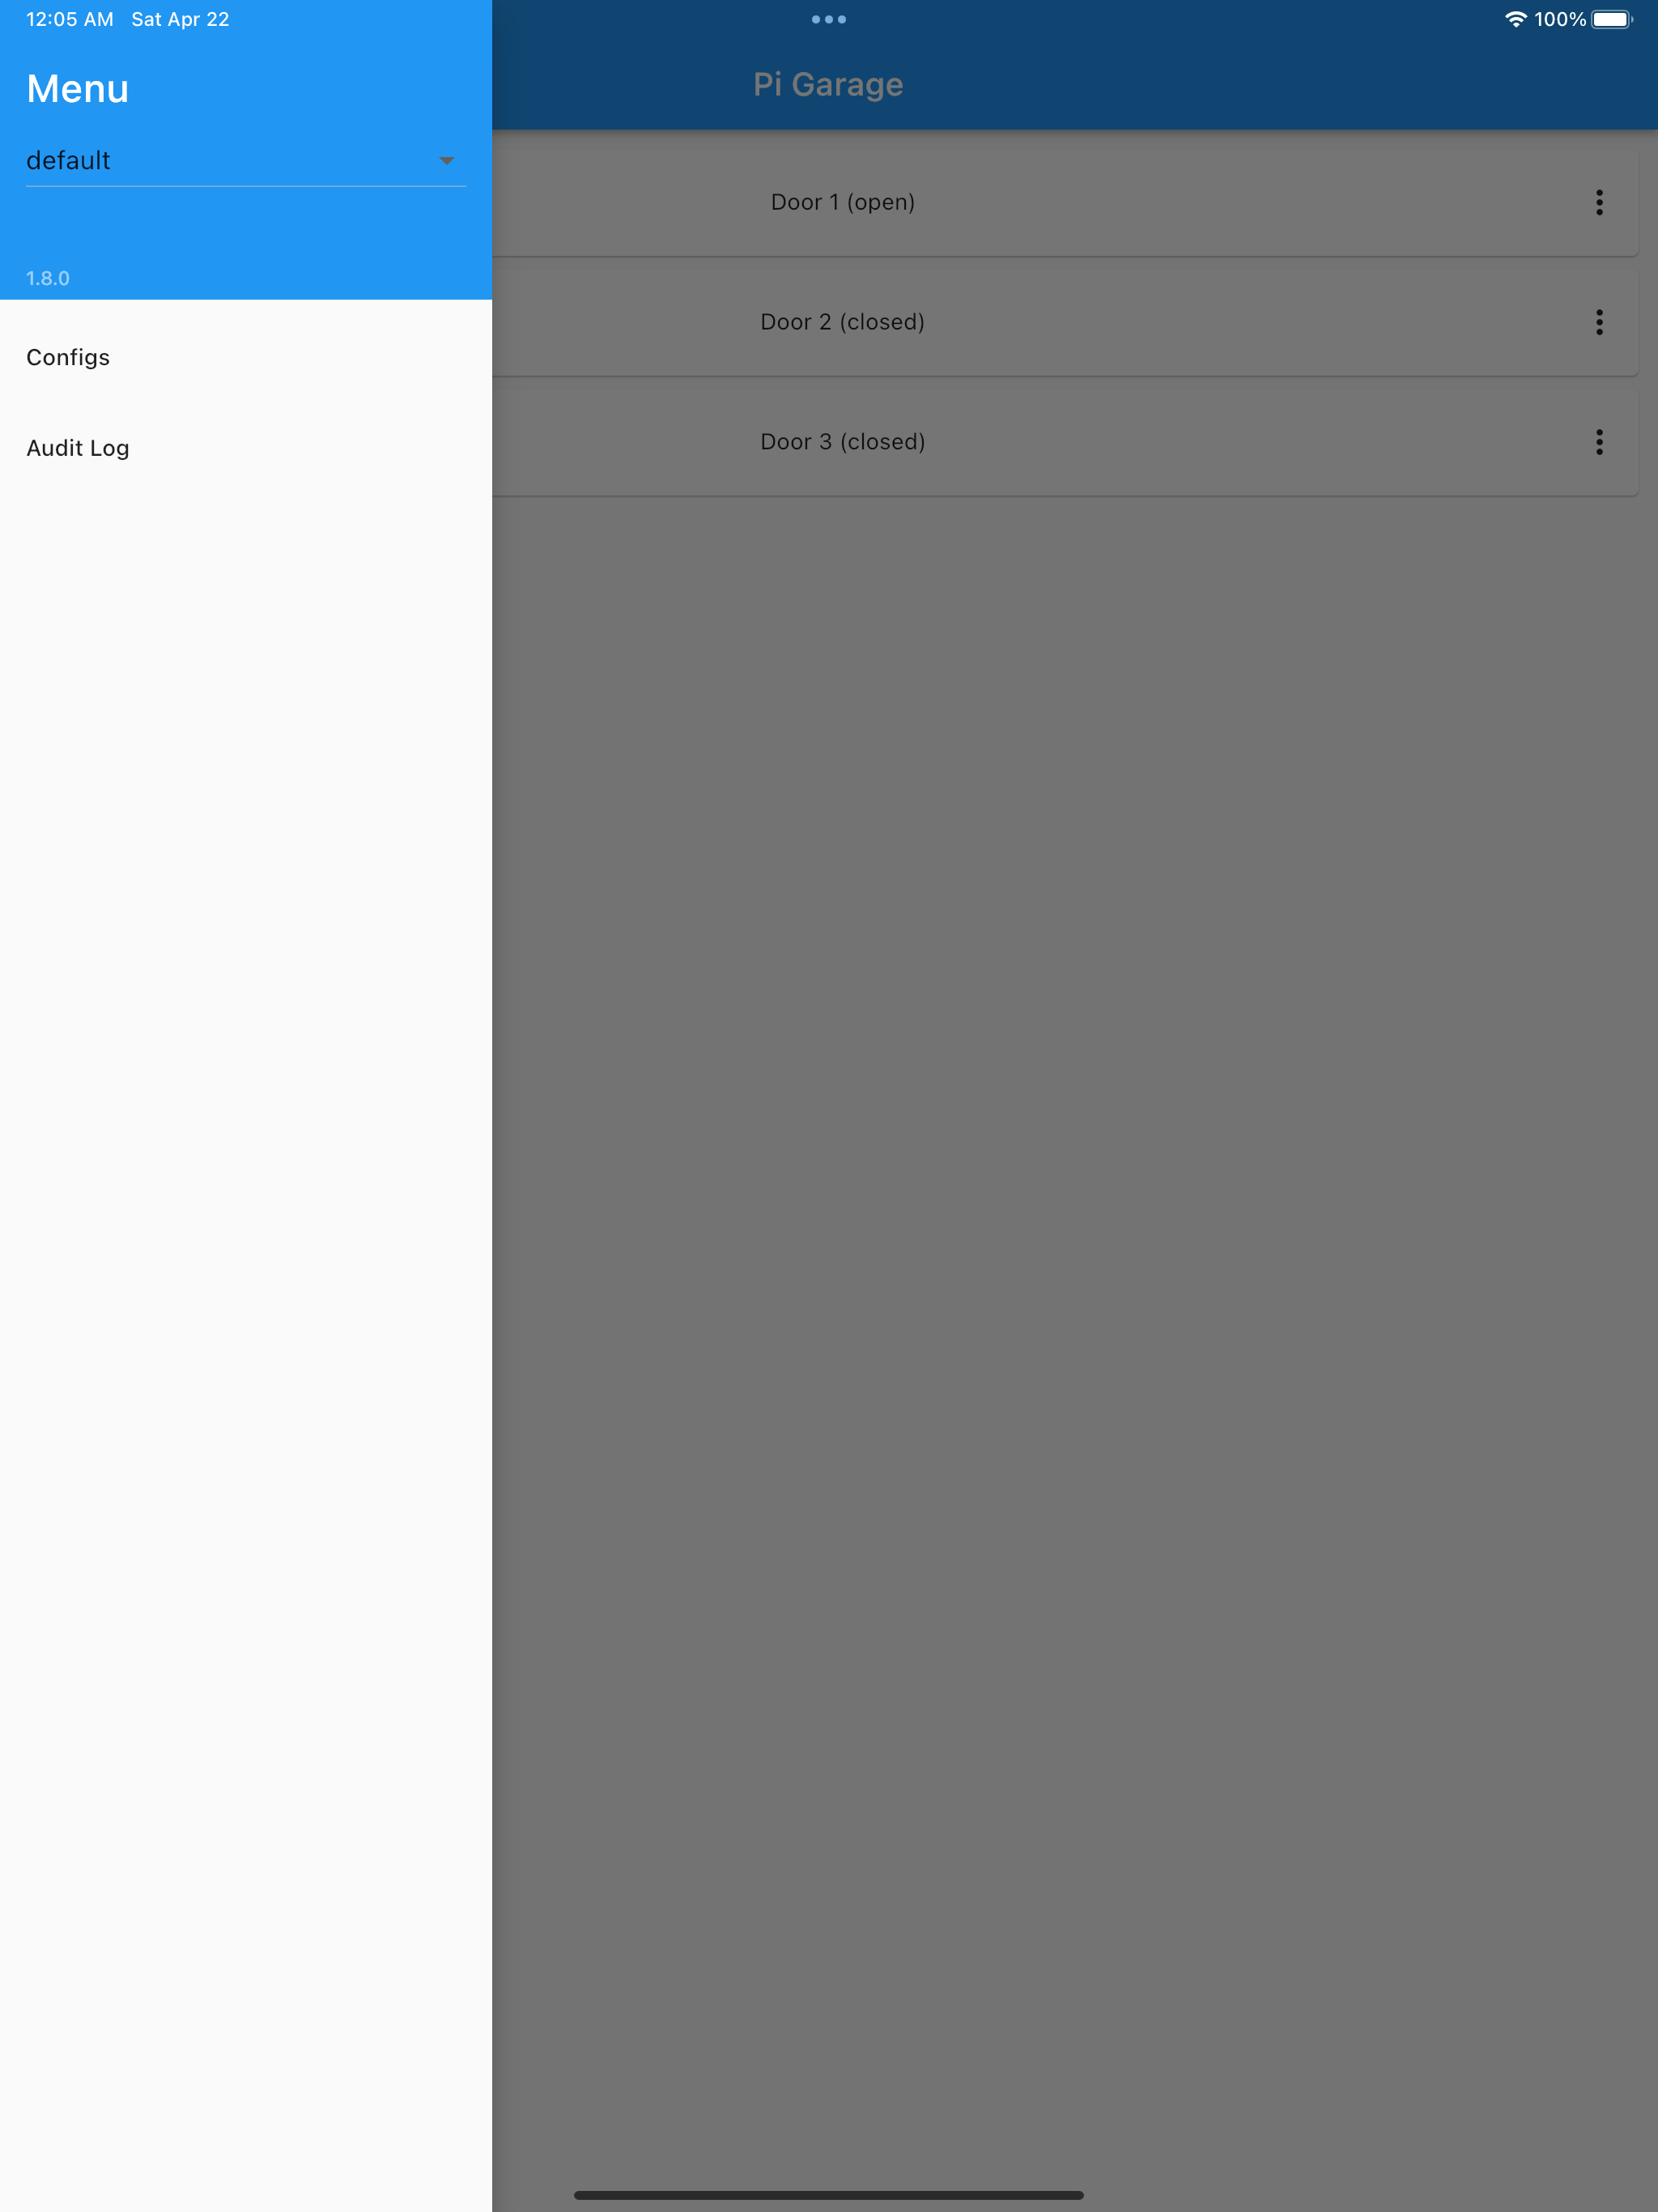 12:05 AM Sat Apr 22
100%
Menu
default
1.8.0
Configs
Audit Log
Pi Garage
Door 1 (open)
Door 2 (closed)
Door 3 (closed)